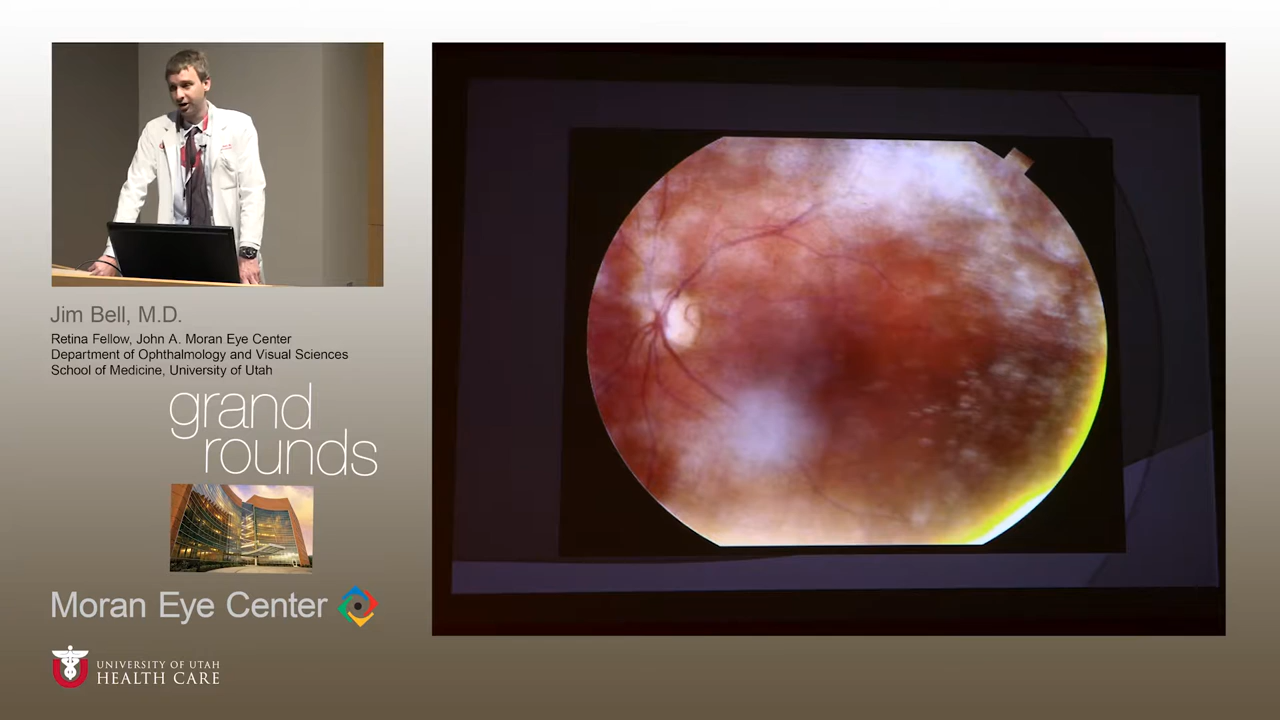 Jim Bell, M.D.
Retina Fellow, John A. Moran Eye Center
Department of Ophthalmology and Visual Sciences
School of Medicine, University of Utah
grand
rounds
Moran Eye Center
UNIVERSITY OF UTAH
HEALTH CARE